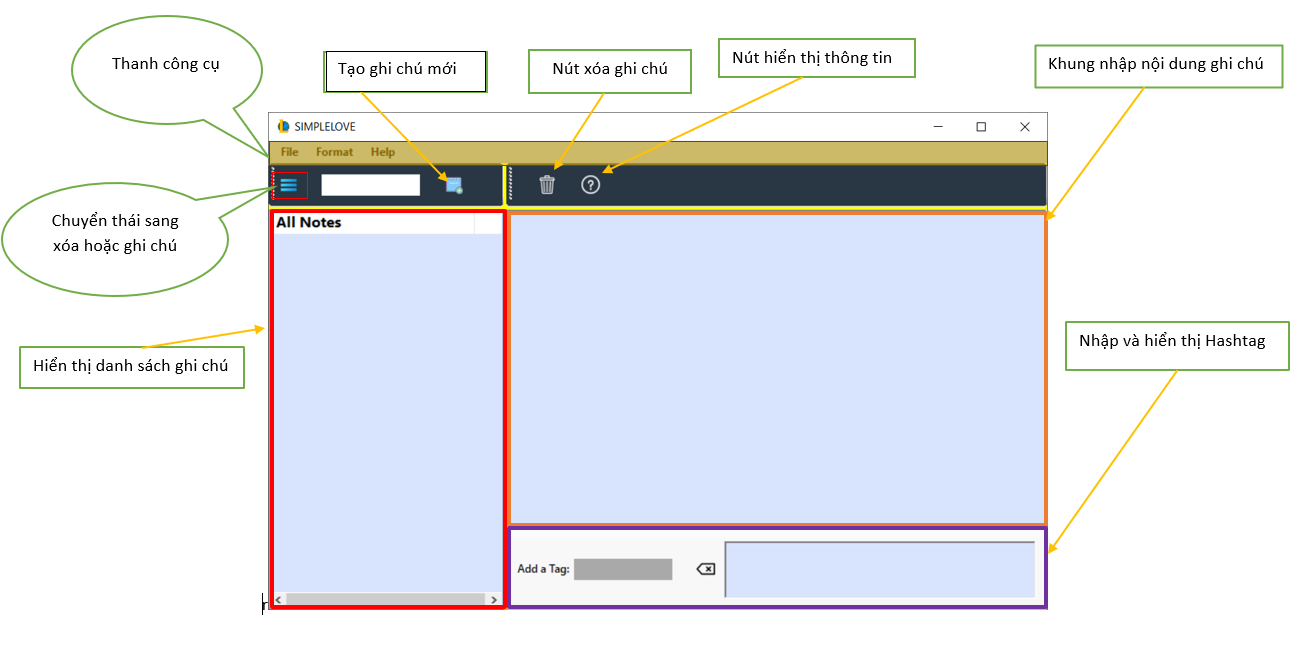 Thanh công cụ
Tạo ghi chú mới
Nút xóa ghi chú
Nút hiển thị thông tin
Khung nhập nội dung ghi chú
SIMPLELOVE
File Format Help
Chuyển thái sang
xóa hoặc ghi chú
All Notes
Hiển thị danh sách ghi chú
Nhập và hiển thị Hashtag
Add a Tag: